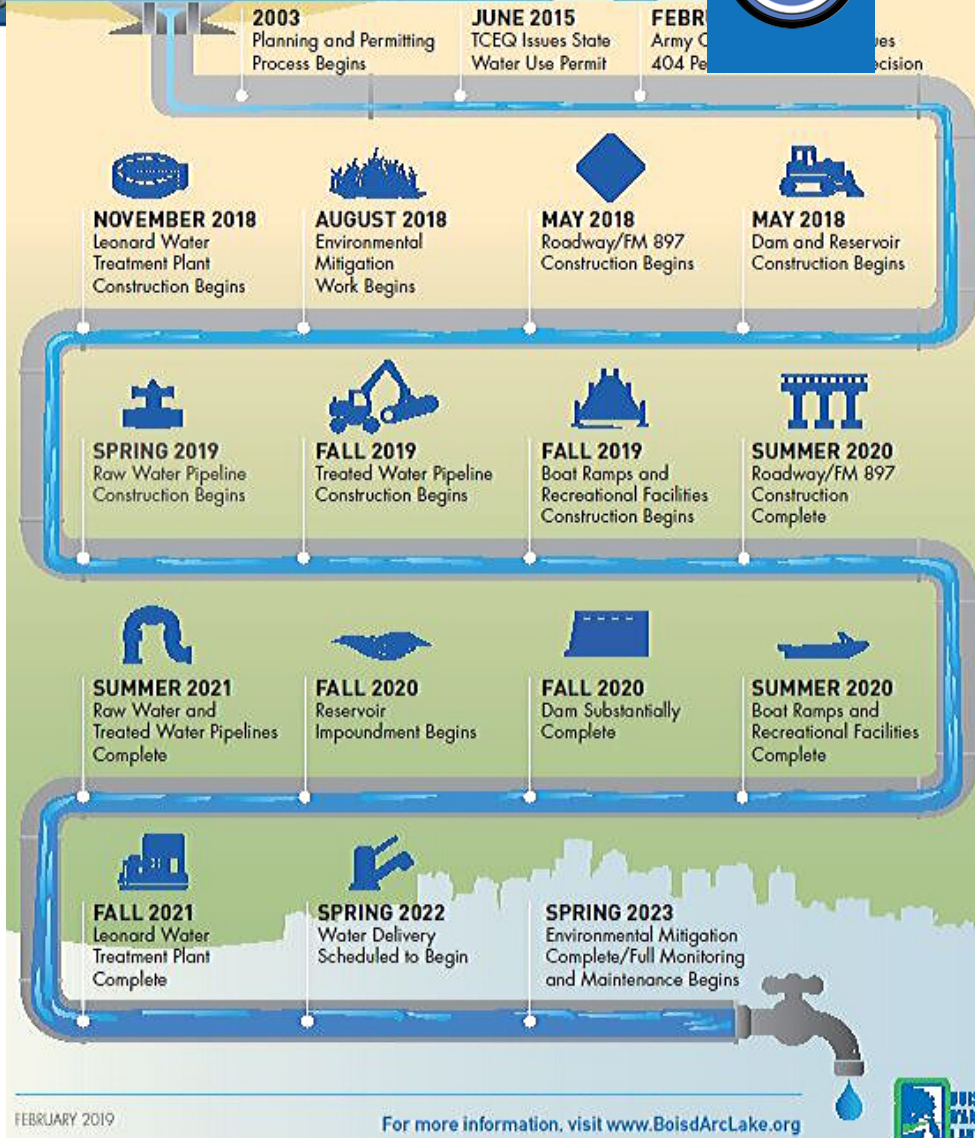 2003
Planning and Permitting
Process Begins
JUNE 2015
TCEQ Issues State
Water Use Permit
Army
404
NOVEMBER 2018
Leonard Water
Treatment Plant
Construction Begins
AUGUST 2018
Environmental
Mitigation
Work Begins
MAY 2018
Roadway/FM 897
Construction Begins
MAY 2018
Dam and Reservoir
Construction Begins
SPRING 2019
Raw Water Pipeline
Construction Begins
FALL 2019
Treated Water Pipeline
Construction Begins
FALL 2019
Boat Ramps and
Recreational Facilities
Construction Begins
SUMMER 2020
Roadway/FM 897
Construction
Complete
SUMMER 2021
Raw Water and
Treated Water Pipelines
Complete
FALL 2020
Reservoir
Impoundment Begins
FALL 2020
Dam Substantially
Complete
SUMMER 2020
Boat Ramps and
Recreational Facilities
Complete
FALL 2021
Leonard Water
Treatment Plant
Complete
SPRING 2022
Water Delivery
Scheduled to Begin
SPRING 2023
Environmental Mitigation
Complete/Full Monitoring
and Maintenance Begins
FEBRUARY 2019
For more information, visit www.BoisdArcLake.org